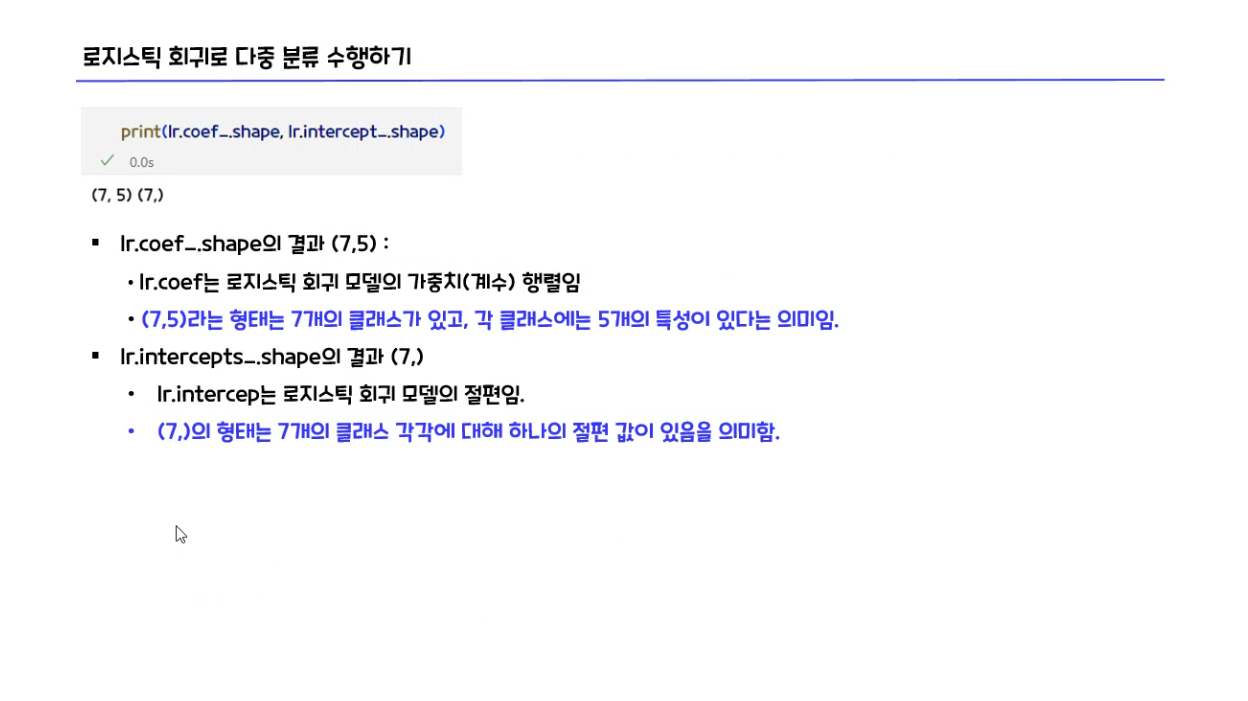 로지스틱 회귀로 다중 분류 수행하기
print(lr.coef_.shape, lr.intercept_.shape)
✓ 0.0s
(7, 5) (7,)
▪ lr.coef_.shape의 결과 (7,5) :
• lr.coef는 로지스틱 회귀 모델의 가중치(계수) 행렬임
• (7,5)라는 형태는 7개의 클래스가 있고, 각 클래스에는 5개의 특성이 있다는 의미임.
▪ lr.intercepts_.shape의 결과 (7,)
• lr.intercep는 로지스틱 회귀 모델의 절편임.
• (7,)의 형태는 7개의 클래스 각각에 대해 하나의 절편 값이 있음을 의미함.